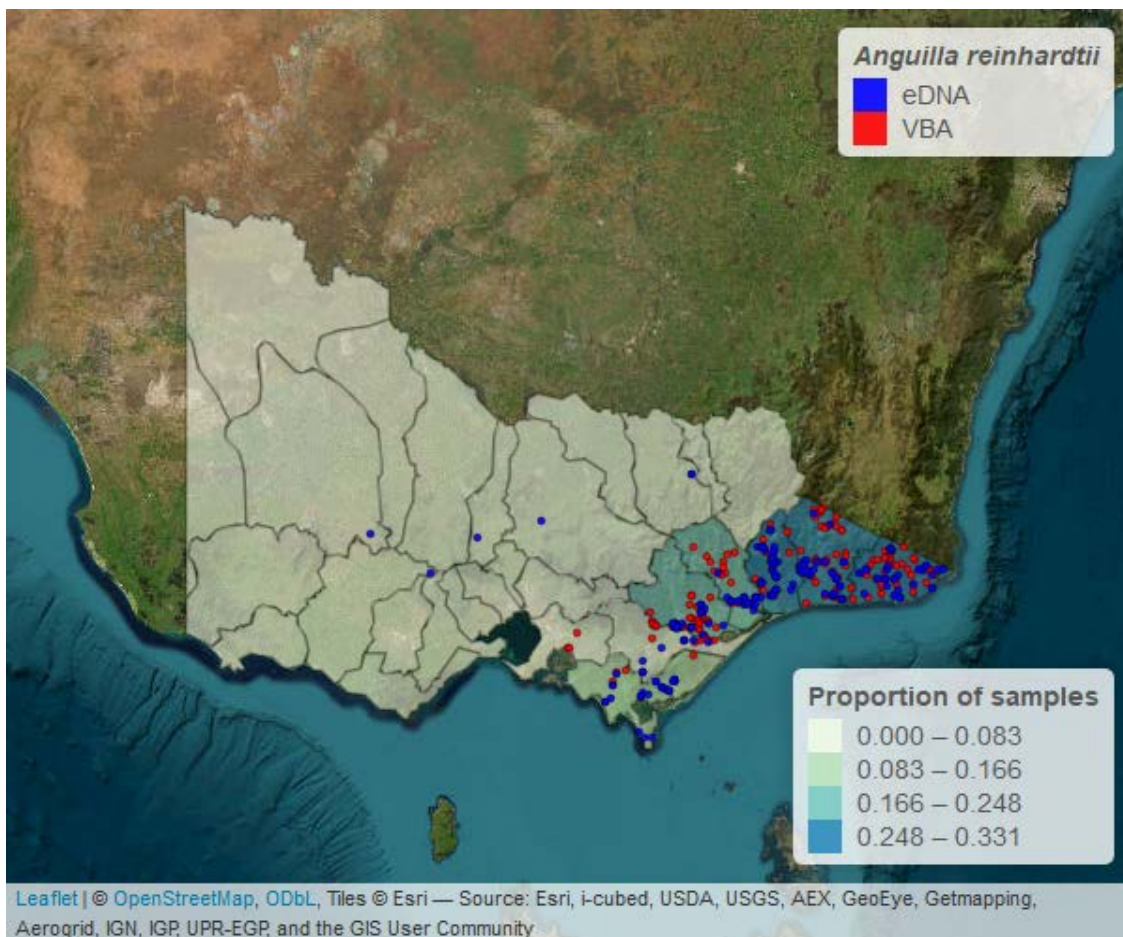 Anguilla reinhardtii
eDNA
VBA
Proportion of samples
0.000 – 0.083
0.083 – 0.166
0.166 – 0.248
0.248 – 0.331
Leaflet | © OpenStreetMap, ODbL, Tiles © Esri — Source: Esri, i-cubed, USDA, USGS, AEX, GeoEye, Getmapping,
Aerogrid, IGN, IGP, UPR-EGP, and the GIS User Community